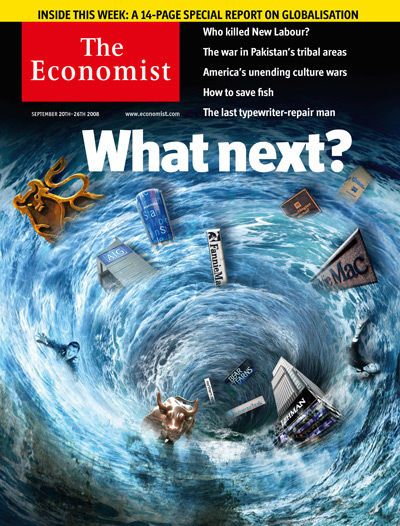 INSIDE THIS WEEK: A 14-PAGE SPECIAL REPORT ON GLOBALISATION
The
Economist
SEPTEMBER 20TH–26TH 2008
www.economist.com
Who killed New Labour?
The war in Pakistan's tribal areas
America's unending culture wars
How to save fish
The last typewriter-repair man
What next?
AIG
FannieMae
Mac
BEAR
STEARNS
LEHMAN